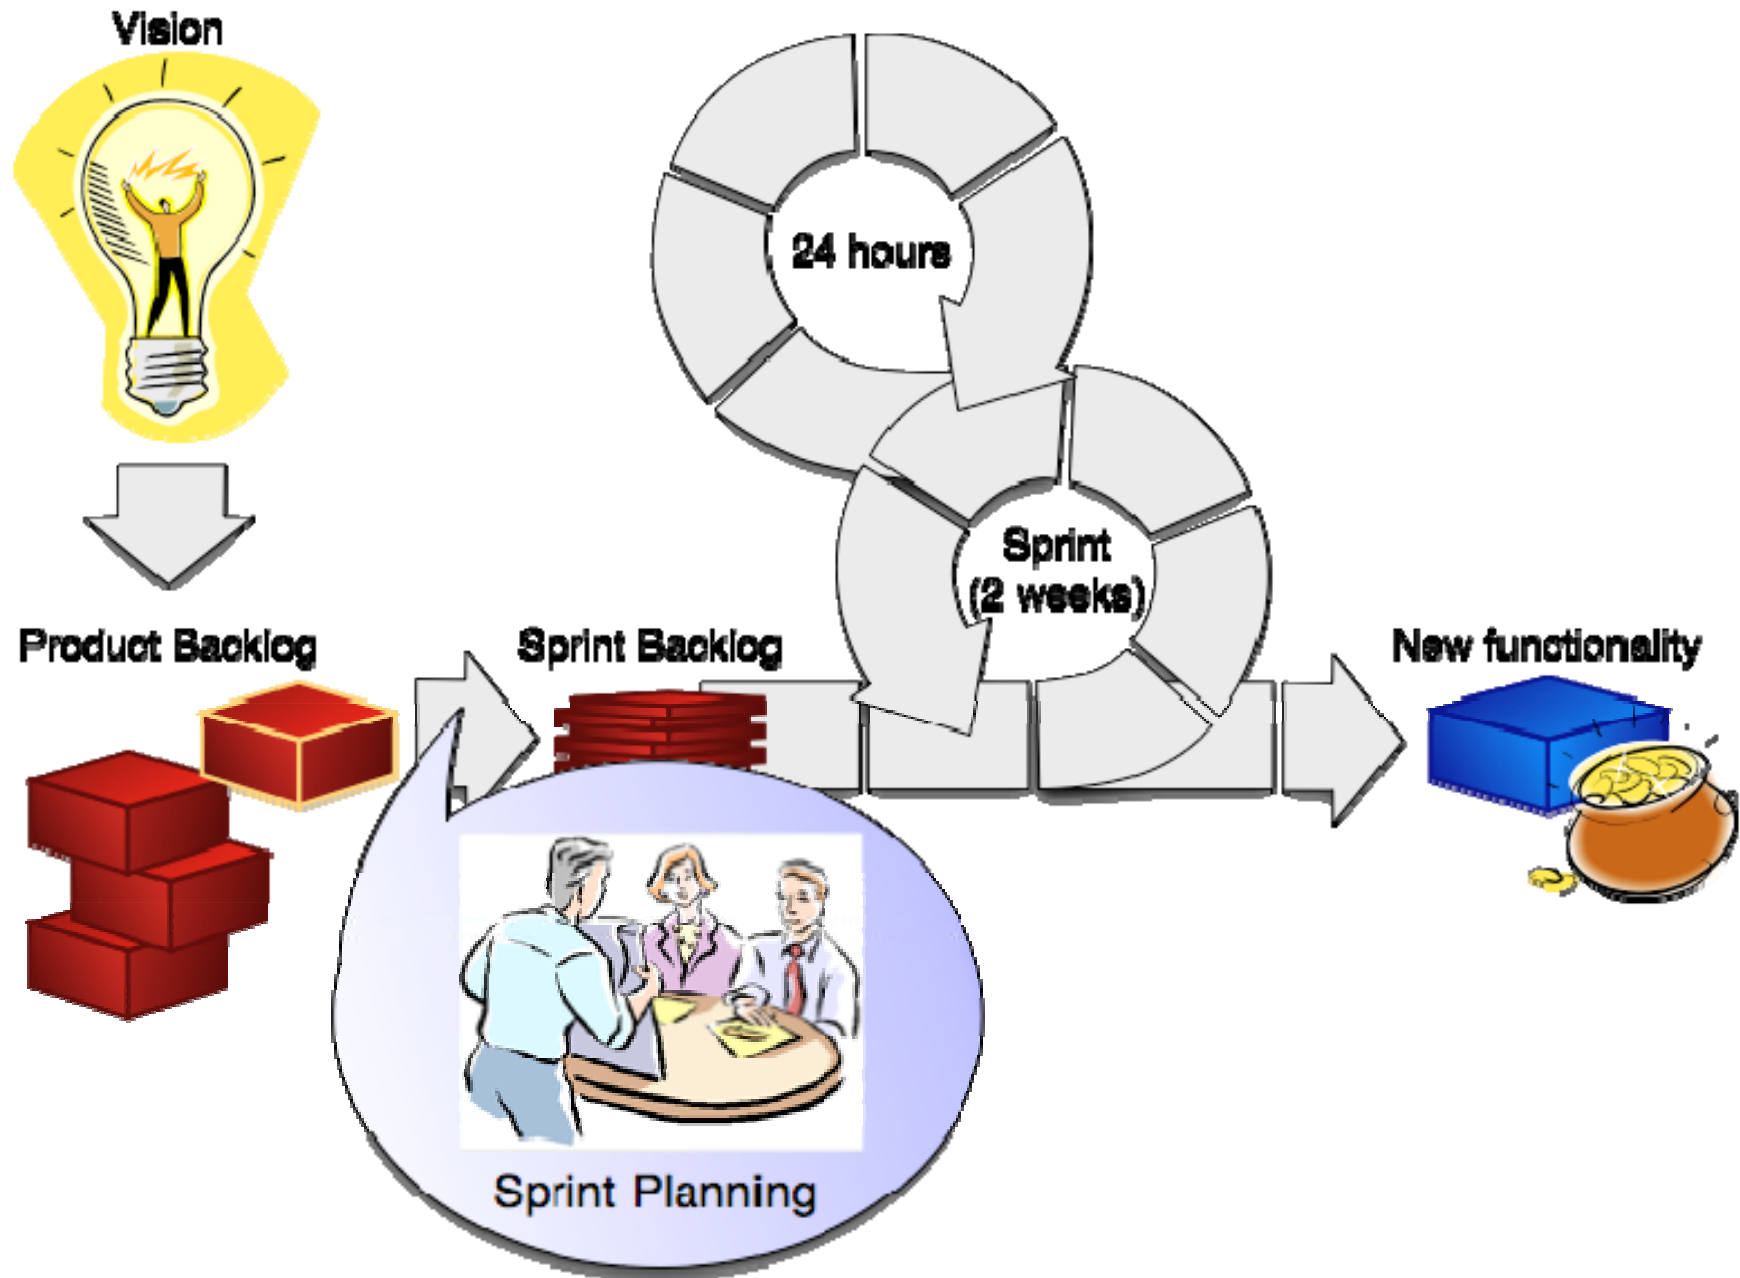 Vision
24 hours
Sprint
(2 weeks)
Product Backlog
Sprint Backlog
New functionality
Sprint Planning